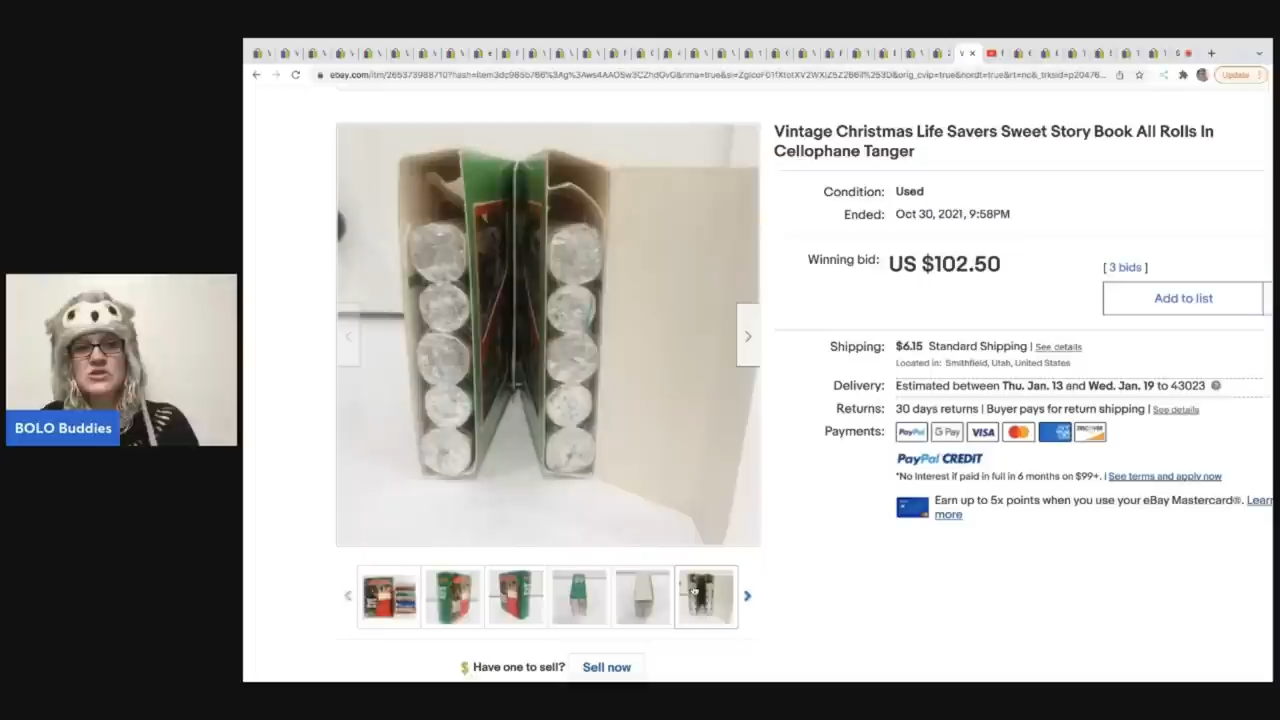 Update
Vintage Christmas Life Savers Sweet Story Book All Rolls In
Cellophane Tanger
Condition: Used
Ended: Oct 30, 2021, 9:58PM
Winning bid: US $102.50
[ 3 bids ]
Add to list
Shipping: $6.15 Standard Shipping | See details
Located in: Smithfield, Utah, United States
Delivery: Estimated between Thu. Jan. 13 and Wed. Jan. 19 to 43023
Returns: 30 days returns | Buyer pays for return shipping | See details
Payments: PayPal G Pay VISA DISCOVER
PayPal CREDIT
*No Interest if paid in full in 6 months on $99+. | See terms and apply now
Earn up to 5x points when you use your eBay Mastercard®. Learn
more
BOLO Buddies
$ Have one to sell? Sell now